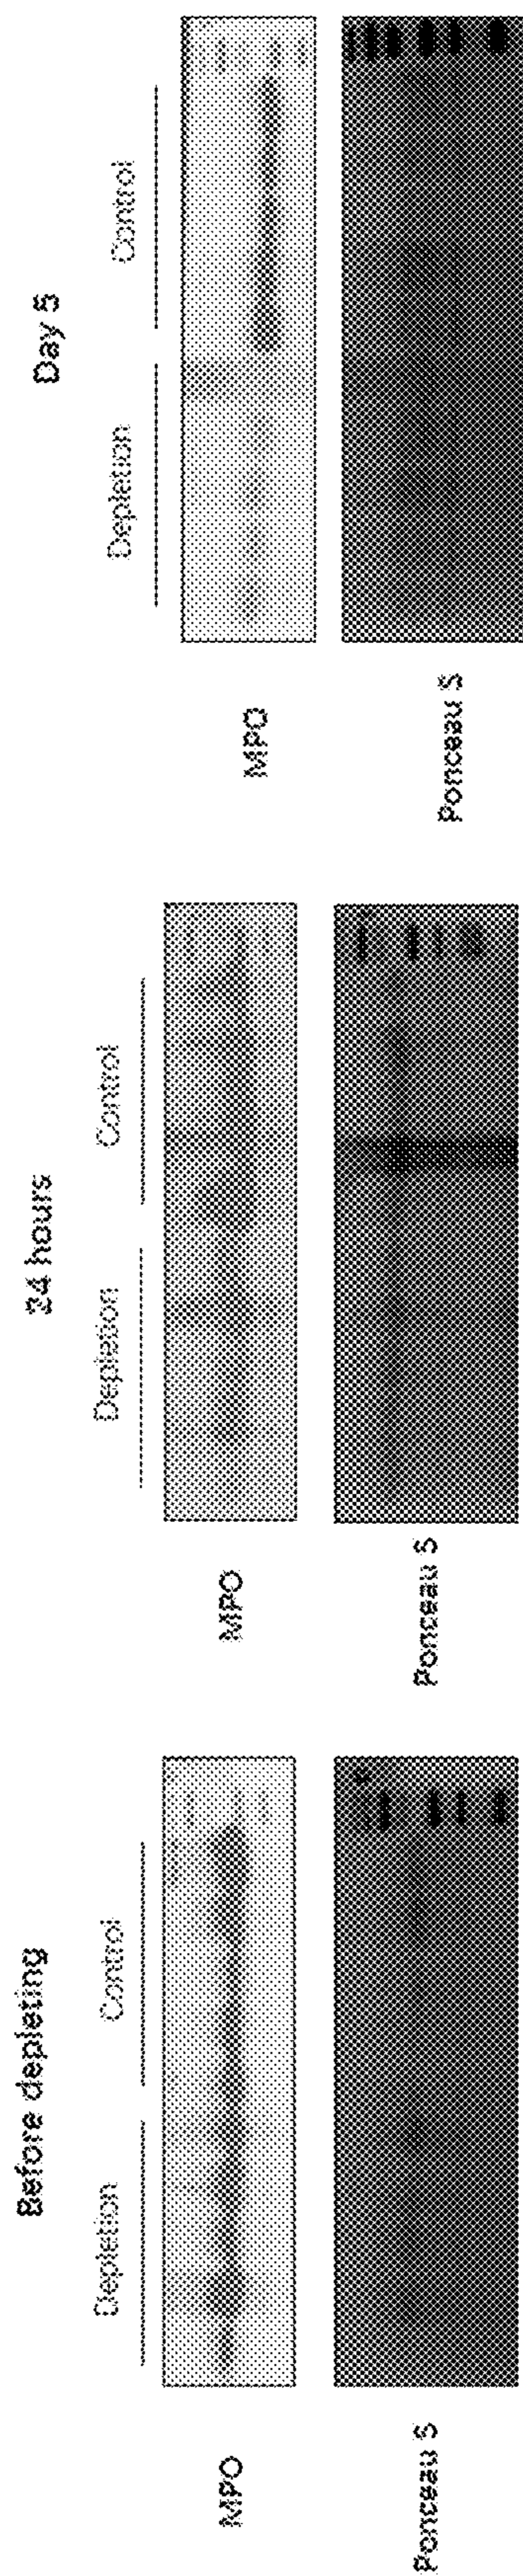 Before depleting
Depletion
Control
MPO
Ponceau S
24 hours
Depletion
Control
MPO
Ponceau S
Day 5
Depletion
Control
MPO
Ponceau S